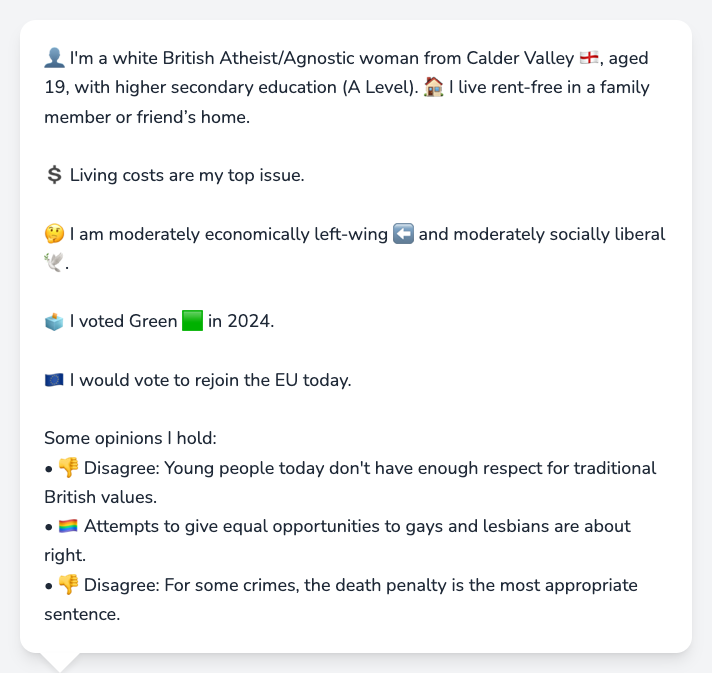 👤 I'm a white British Atheist/Agnostic woman from Calder Valley 🏴󠁧󠁢󠁥󠁮󠁧󠁿, aged
19, with higher secondary education (A Level). 🏠 I live rent-free in a family
member or friend’s home.
💲 Living costs are my top issue.
🤔 I am moderately economically left-wing ⬅️ and moderately socially liberal
🕊️.
🗳️ I voted Green 🟩 in 2024.
🇪🇺 I would vote to rejoin the EU today.
Some opinions I hold:
• 👎 Disagree: Young people today don't have enough respect for traditional
British values.
• 🏳️‍🌈 Attempts to give equal opportunities to gays and lesbians are about
right.
• 👎 Disagree: For some crimes, the death penalty is the most appropriate
sentence.